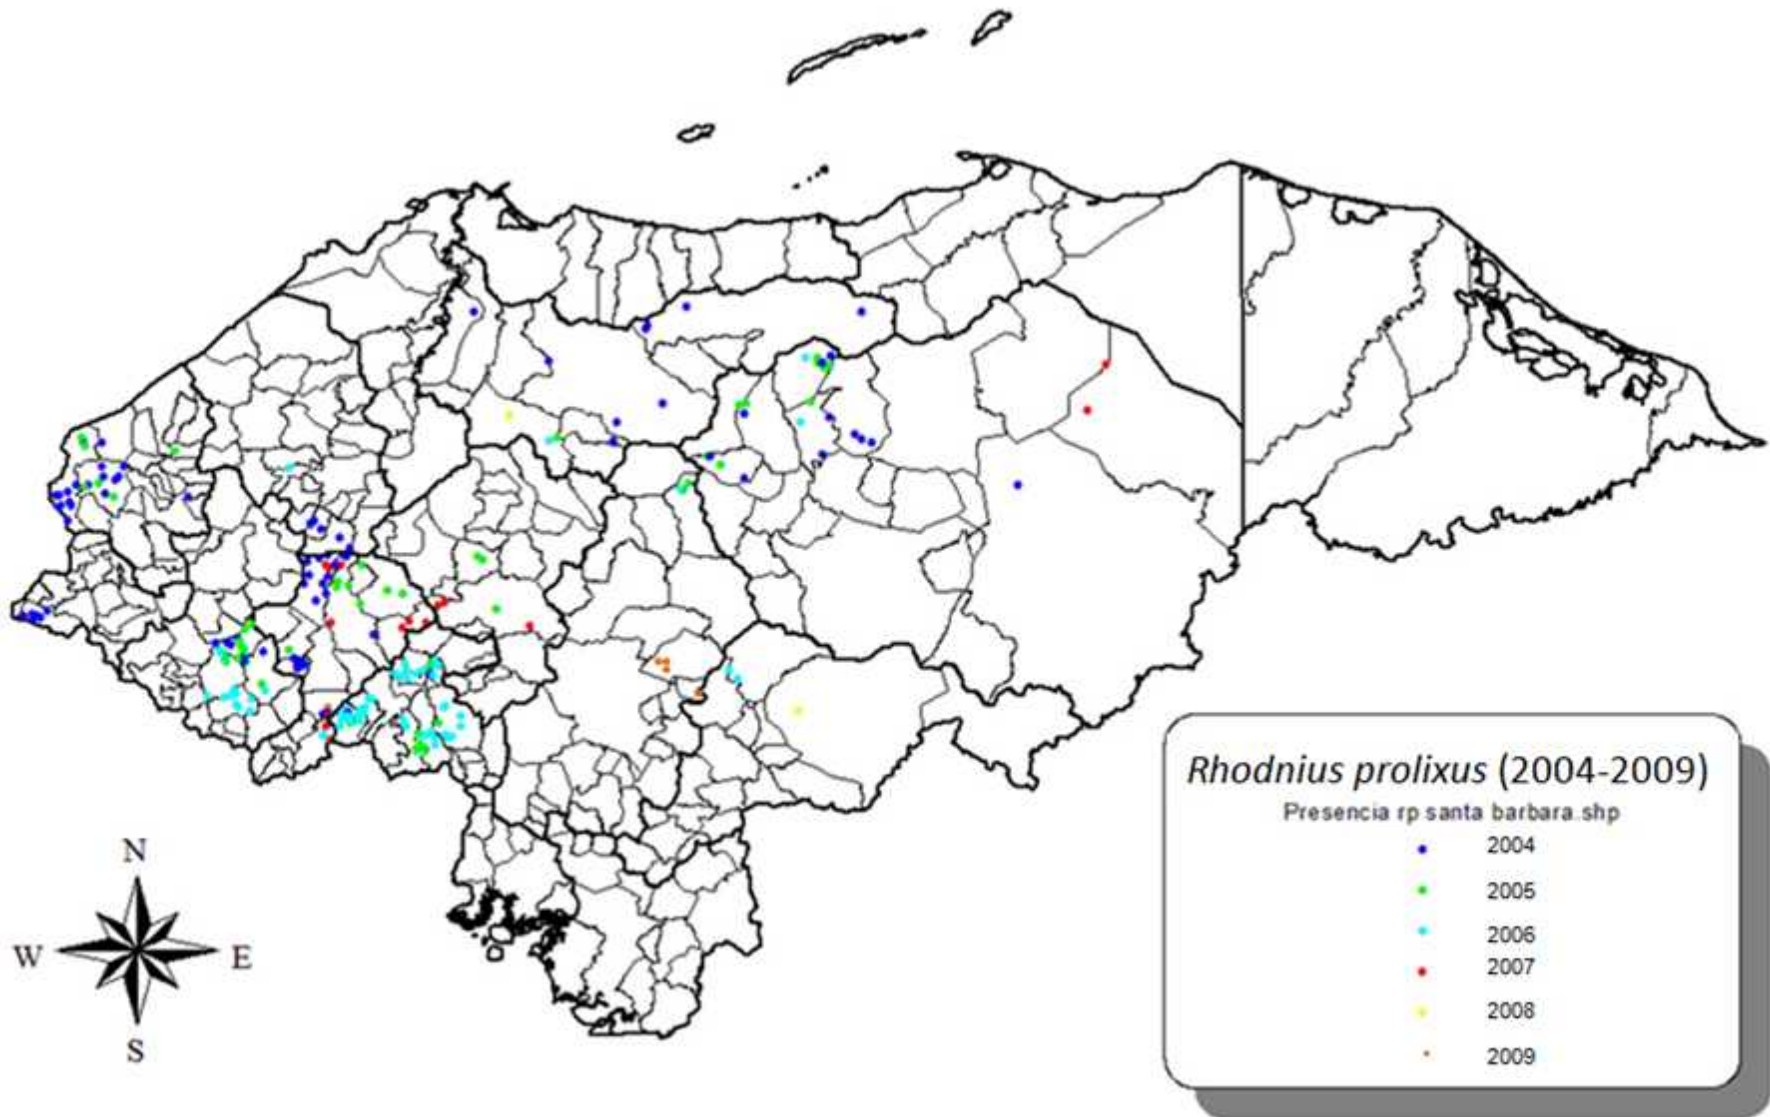 Rhodnius prolixus (2004-2009)
Presencia rp santa barbara.shp
2004
2005
2006
2007
2008
2009
N
W E
S